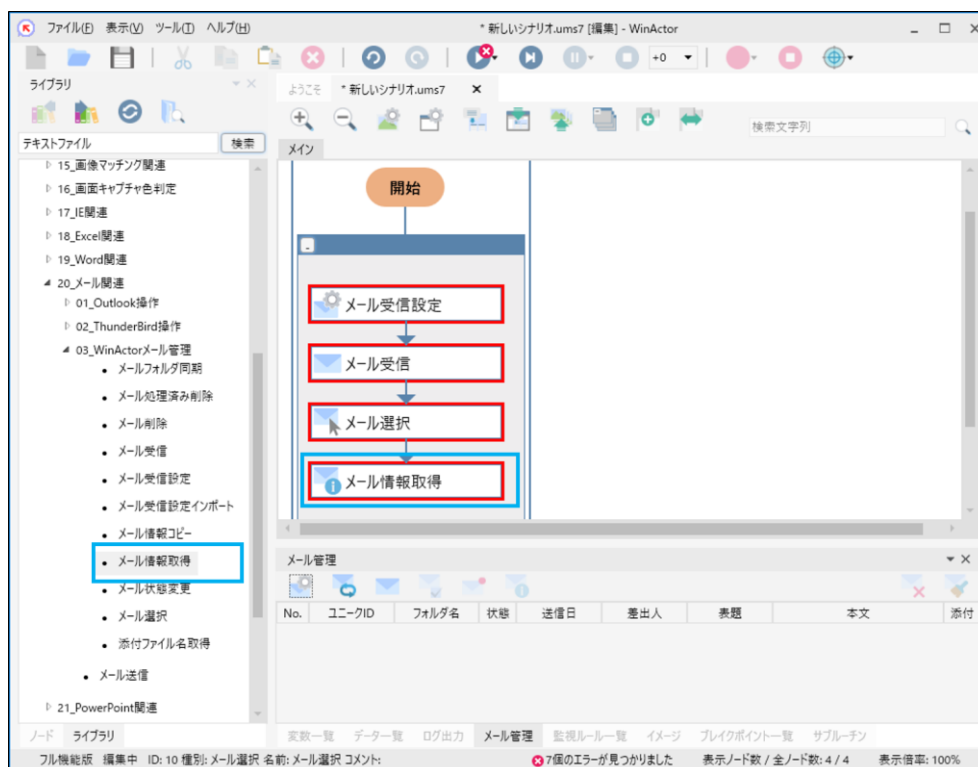 ファイル(F) 表示(V) ツール(T) ヘルプ(H)
* 新しいシナリオ.ums7 [編集] - WinActor
+0
ライブラリ
テキストファイル
検索
15_画像マッチング関連
16_画面キャプチャ色判定
17_IE関連
18_Excel関連
19_Word関連
20_メール関連
01_Outlook操作
02_ThunderBird操作
03_WinActorメール管理
メールフォルダ同期
メール処理済み削除
メール削除
メール受信
メール受信設定
メール受信設定インポート
メール情報コピー
メール情報取得
メール状態変更
メール選択
添付ファイル名取得
メール送信
21_PowerPoint関連
ノード ライブラリ
ようこそ * 新しいシナリオ.ums7
検索文字列
メイン
開始
メール受信設定
メール受信
メール選択
メール情報取得
メール管理
No. ユニークID フォルダ名 状態 送信日 差出人 表題 本文 添付
変数一覧 データ一覧 ログ出力 メール管理 監視ルール一覧 イメージ ブレイクポイント一覧 サブルーチン
フル機能版 編集中 ID: 10 種別: メール選択 名前: メール選択 コメント:
7個のエラーが見つかりました 表示ノード数 / 全ノード数: 4 / 4 表示倍率: 100%